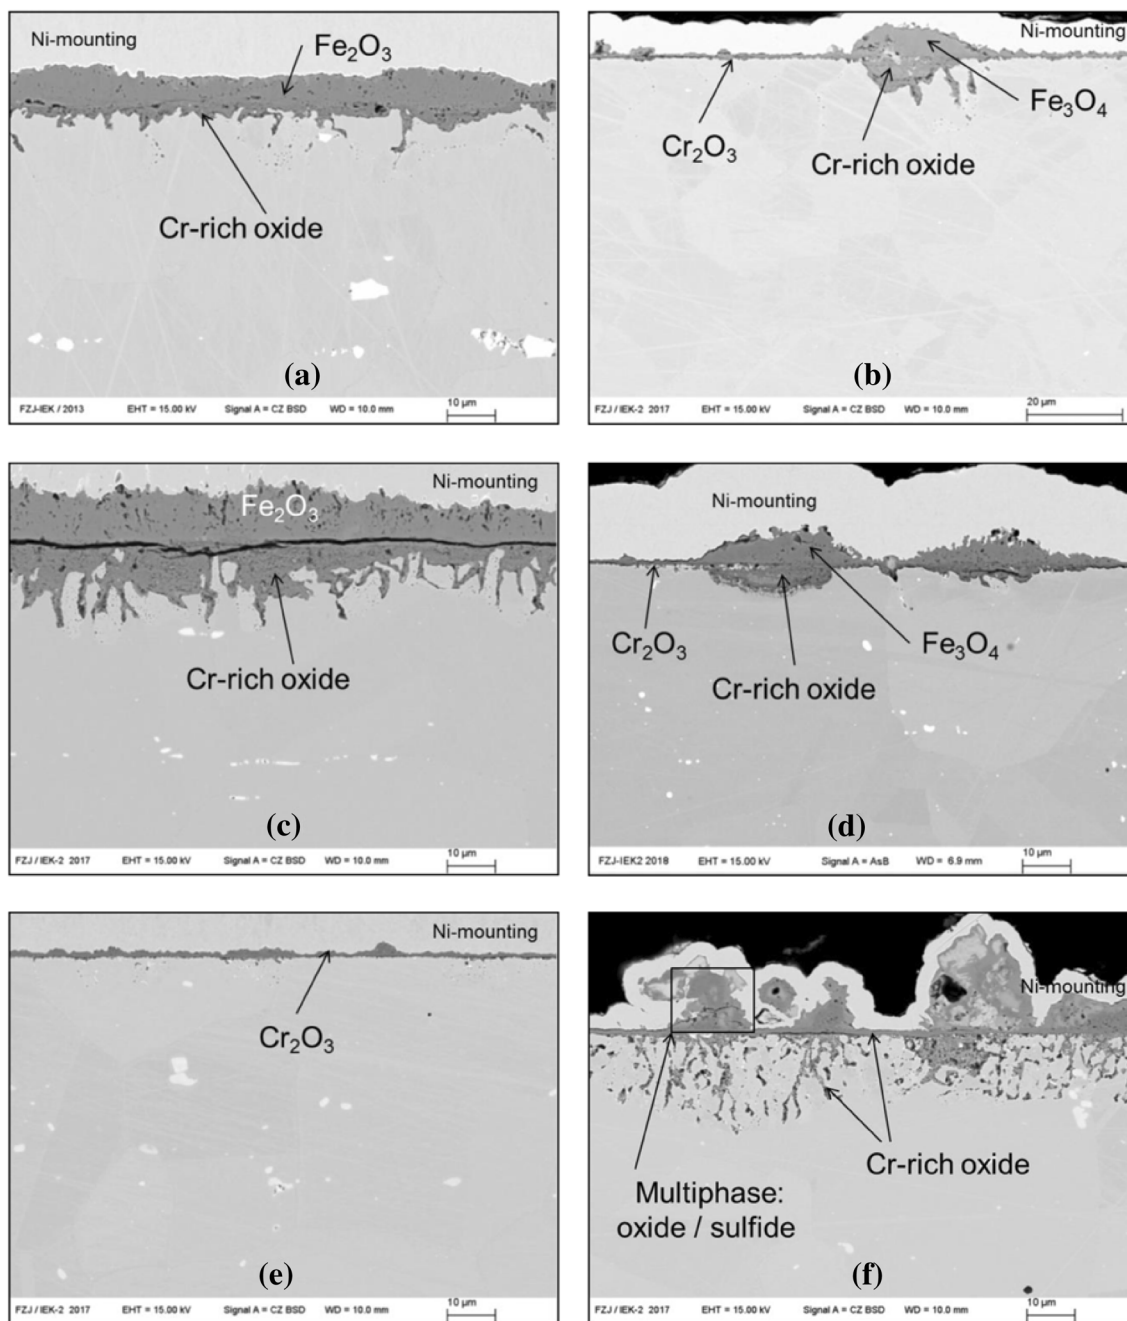 Ni-mounting
Fe₂O₃
Cr-rich oxide
(a)
FZJ-IEK / 2013 EHT = 15.00 kV Signal A = CZ BSD WD = 10.0 mm 10 µm
Ni-mounting
Fe₃O₄
Cr₂O₃
Cr-rich oxide
(b)
FZJ / IEK-2 2017 EHT = 15.00 kV Signal A = CZ BSD WD = 10.0 mm 20 µm
Ni-mounting
Fe₂O₃
Cr-rich oxide
(c)
FZJ / IEK-2 2017 EHT = 15.00 kV Signal A = CZ BSD WD = 10.0 mm 10 µm
Ni-mounting
Cr₂O₃
Fe₃O₄
Cr-rich oxide
(d)
FZJ-IEK2 2018 EHT = 15.00 kV Signal A = AsB WD = 6.9 mm 10 µm
Ni-mounting
Cr₂O₃
(e)
FZJ / IEK-2 2017 EHT = 15.00 kV Signal A = CZ BSD WD = 10.0 mm 10 µm
Ni-mounting
Cr-rich oxide
Multiphase:
oxide / sulfide
(f)
FZJ / IEK-2 2017 EHT = 15.00 kV Signal A = CZ BSD WD = 10.0 mm 10 µm